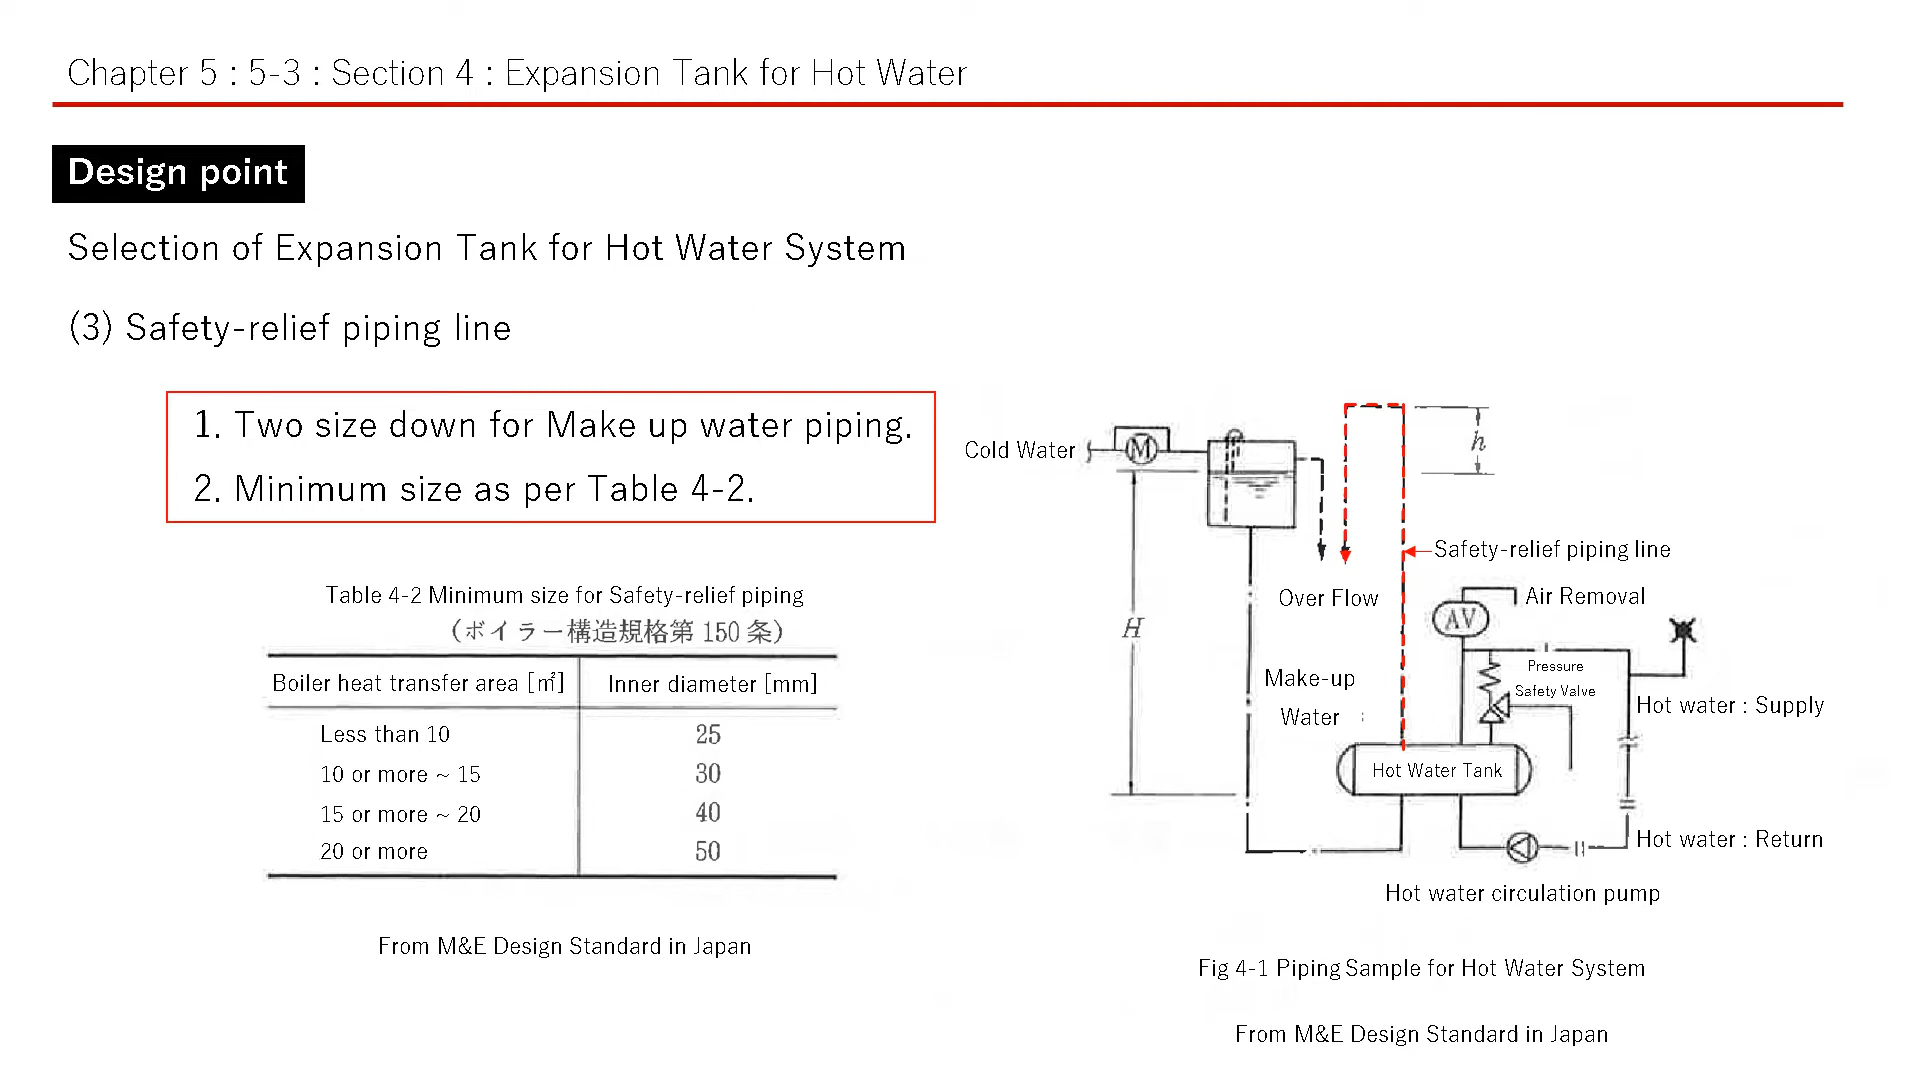 Chapter 5 : 5-3 : Section 4 : Expansion Tank for Hot Water
Design point
Selection of Expansion Tank for Hot Water System
(3) Safety-relief piping line
1. Two size down for Make up water piping.
2. Minimum size as per Table 4-2.
Table 4-2 Minimum size for Safety-relief piping
(ボイラー構造規格第 150 条)
Boiler heat transfer area [㎡] Inner diameter [mm]
Less than 10 25
10 or more ~ 15 30
15 or more ~ 20 40
20 or more 50
From M&E Design Standard in Japan
Cold Water
M
h
Safety-relief piping line
Over Flow
Air Removal
AV
H
Pressure
Safety Valve
Make-up
Water
Hot water : Supply
Hot Water Tank
Hot water : Return
Hot water circulation pump
Fig 4-1 Piping Sample for Hot Water System
From M&E Design Standard in Japan